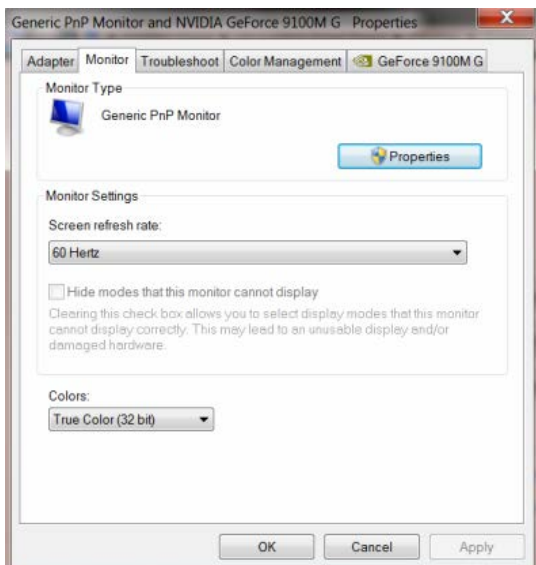 Generic PnP Monitor and NVIDIA GeForce 9100M G Properties
Adapter Monitor Troubleshoot Color Management GeForce 9100M G
Monitor Type
Generic PnP Monitor
Properties
Monitor Settings
Screen refresh rate:
60 Hertz
Hide modes that this monitor cannot display
Clearing this check box allows you to select display modes that this monitor
cannot display correctly. This may lead to an unusable display and/or
damaged hardware.
Colors:
True Color (32 bit)
OK Cancel Apply